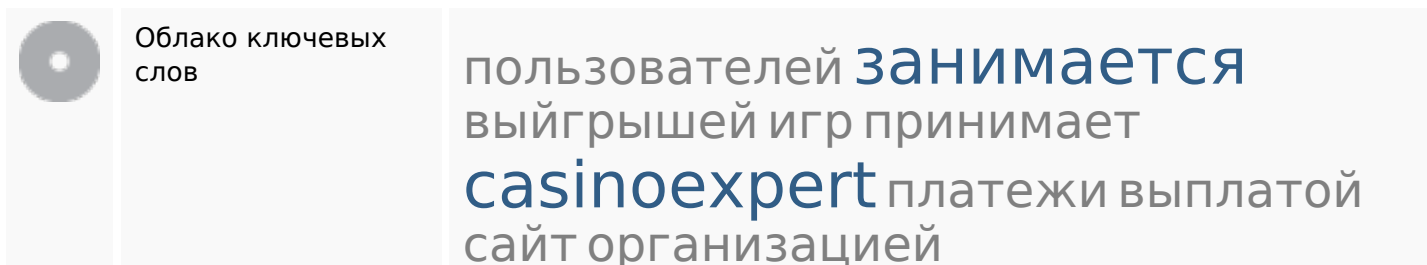 Облако ключевых
слов
пользователей занимается
выйгрышей игр принимает
casinoexpert платежи выплатой
сайт организацией